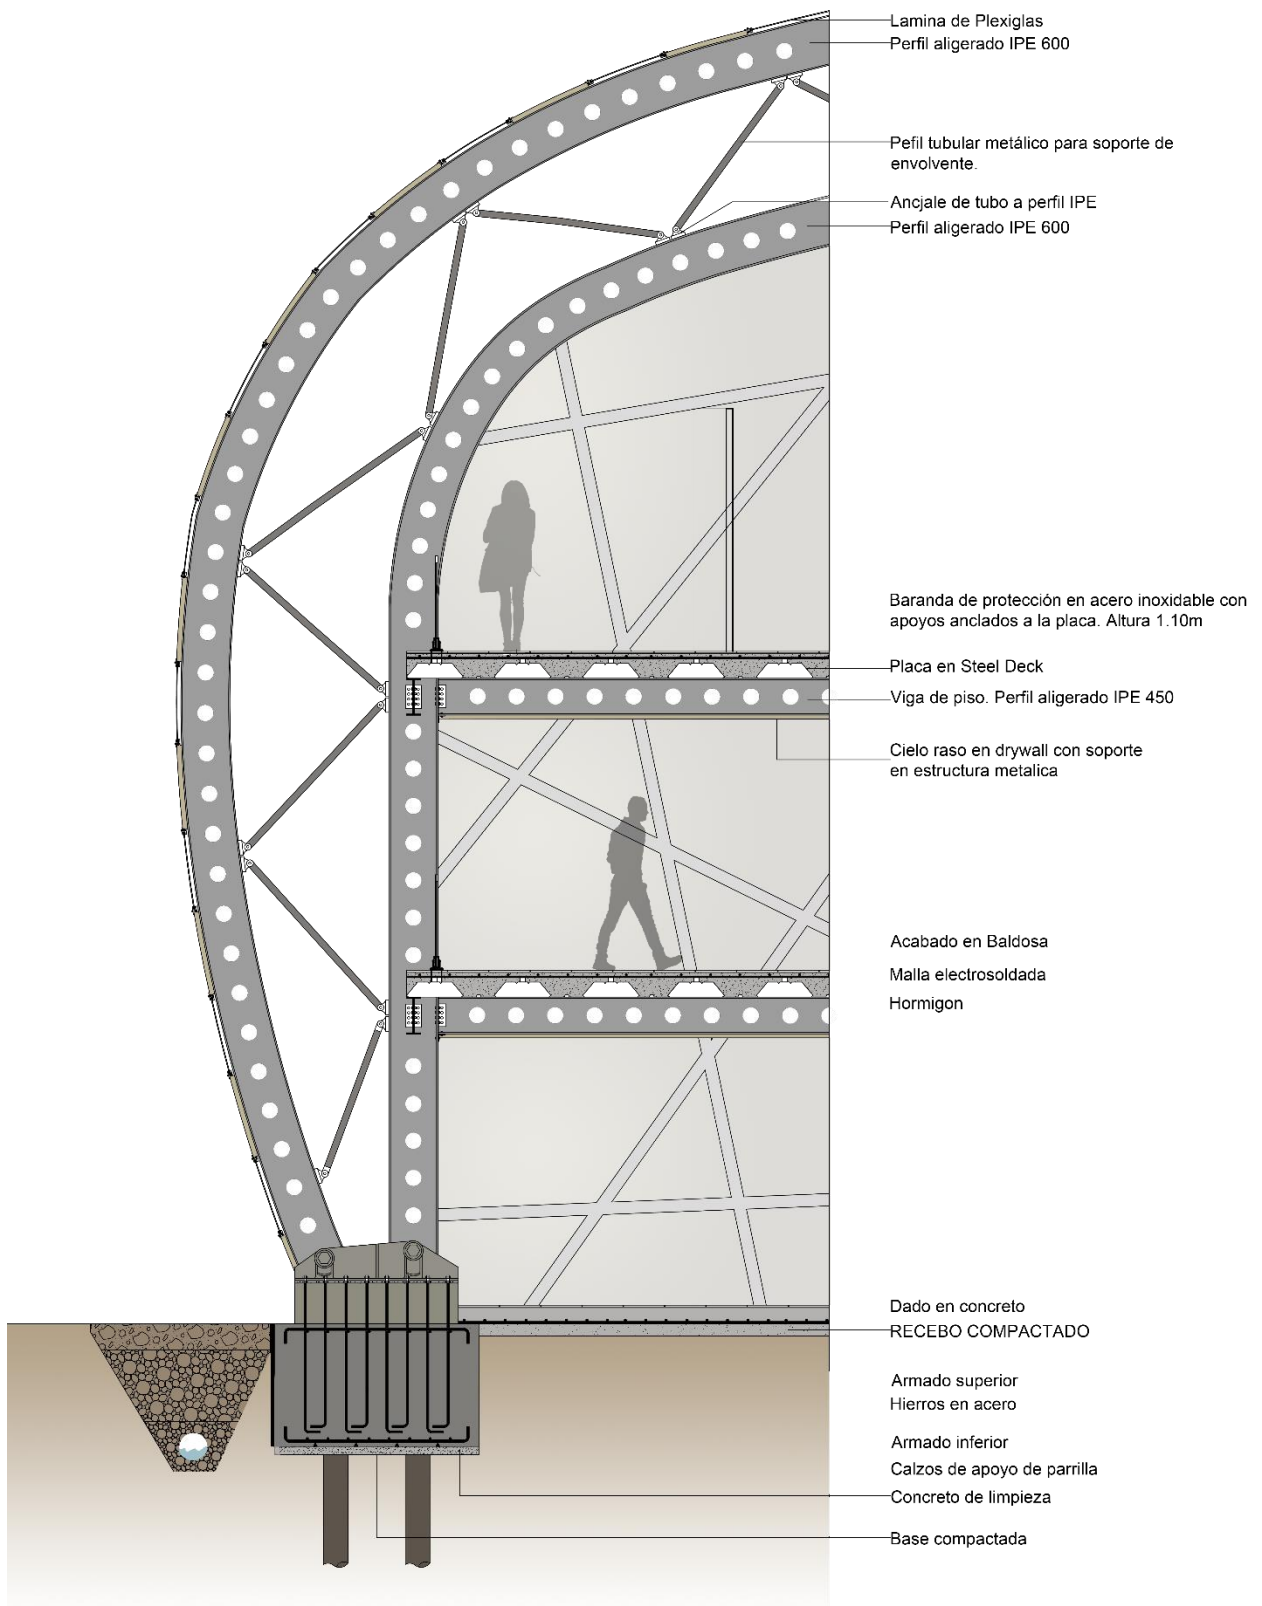 Lamina de Plexiglas
Perfil aligerado IPE 600
Pefil tubular metálico para soporte de
envolvente.
Ancjale de tubo a perfil IPE
Perfil aligerado IPE 600
Baranda de protección en acero inoxidable con
apoyos anclados a la placa. Altura 1.10m
Placa en Steel Deck
Viga de piso. Perfil aligerado IPE 450
Cielo raso en drywall con soporte
en estructura metalica
Acabado en Baldosa
Malla electrosoldada
Hormigon
Dado en concreto
RECEBO COMPACTADO
Armado superior
Hierros en acero
Armado inferior
Calzos de apoyo de parrilla
Concreto de limpieza
Base compactada